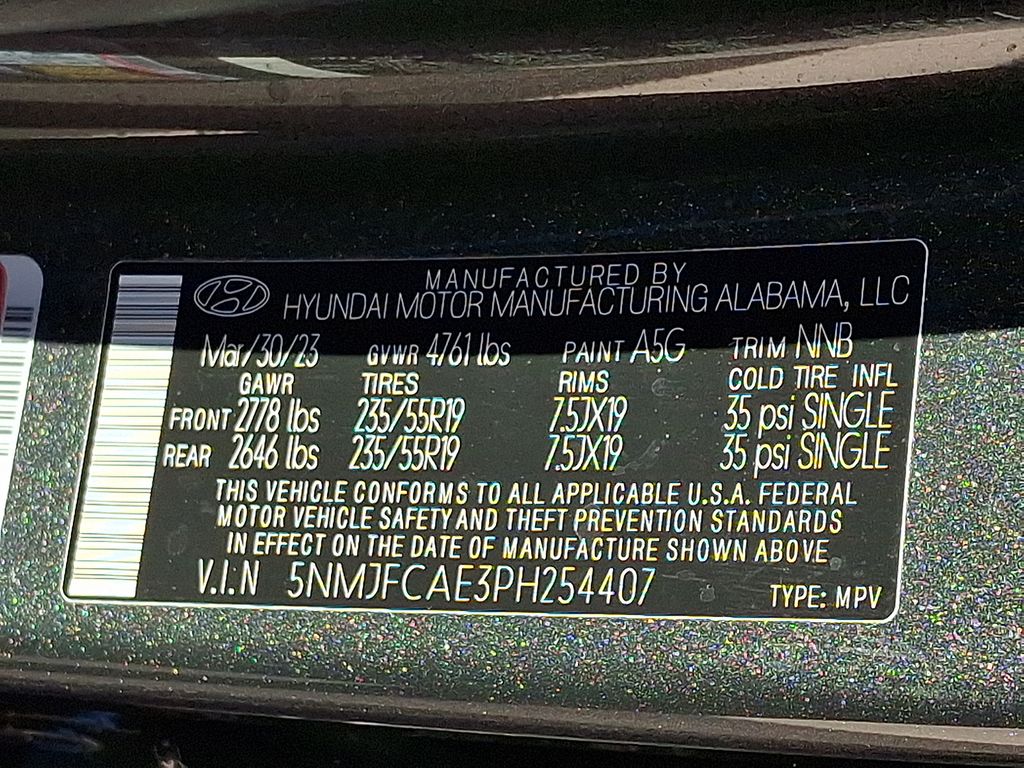 MANUFACTURED BY
HYUNDAI MOTOR MANUFACTURING ALABAMA, LLC
Mar/30/23 GVWR 4761 lbs PAINT A5G TRIM NNB
GAWR TIRES RIMS COLD TIRE INFL
FRONT 2778 lbs 235/55R19 7.5JX19 35 psi SINGLE
REAR 2646 lbs 235/55R19 7.5JX19 35 psi SINGLE
THIS VEHICLE CONFORMS TO ALL APPLICABLE U.S.A. FEDERAL
MOTOR VEHICLE SAFETY AND THEFT PREVENTION STANDARDS
IN EFFECT ON THE DATE OF MANUFACTURE SHOWN ABOVE
V.I.N 5NMJFCAE3PH254407 TYPE: MPV